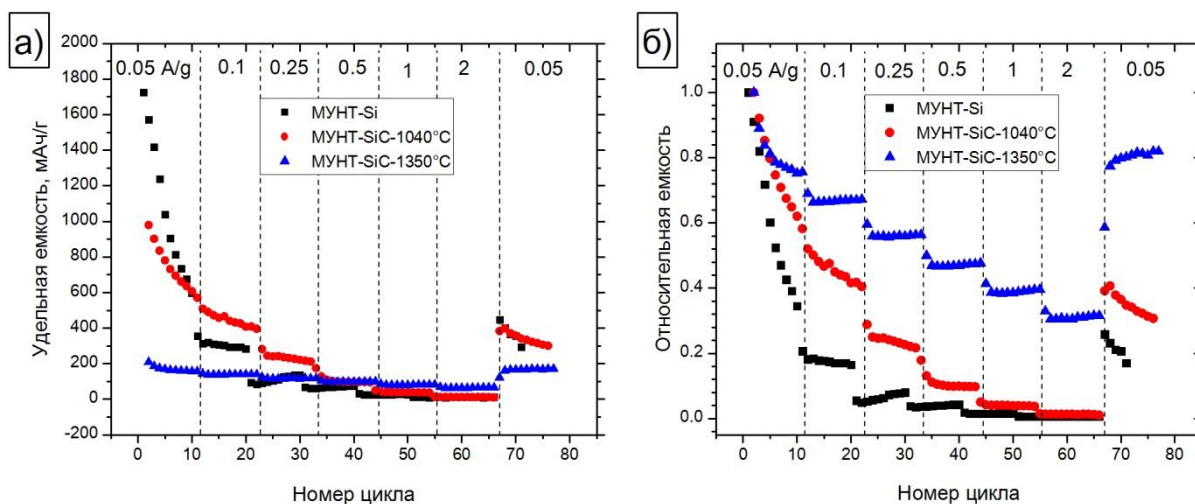 а)
0.05 A/g 0.1 0.25 0.5 1 2 0.05
МУНТ-Si
МУНТ-SiC-1040°C
МУНТ-SiC-1350°C
Удельная емкость, мАч/г
2000
1800
1600
1400
1200
1000
800
600
400
200
0
-200
0 10 20 30 40 50 60 70 80
Номер цикла
б)
0.05 A/g 0.1 0.25 0.5 1 2 0.05
МУНТ-Si
МУНТ-SiC-1040°C
МУНТ-SiC-1350°C
Относительная емкость
1.0
0.8
0.6
0.4
0.2
0.0
0 10 20 30 40 50 60 70 80
Номер цикла